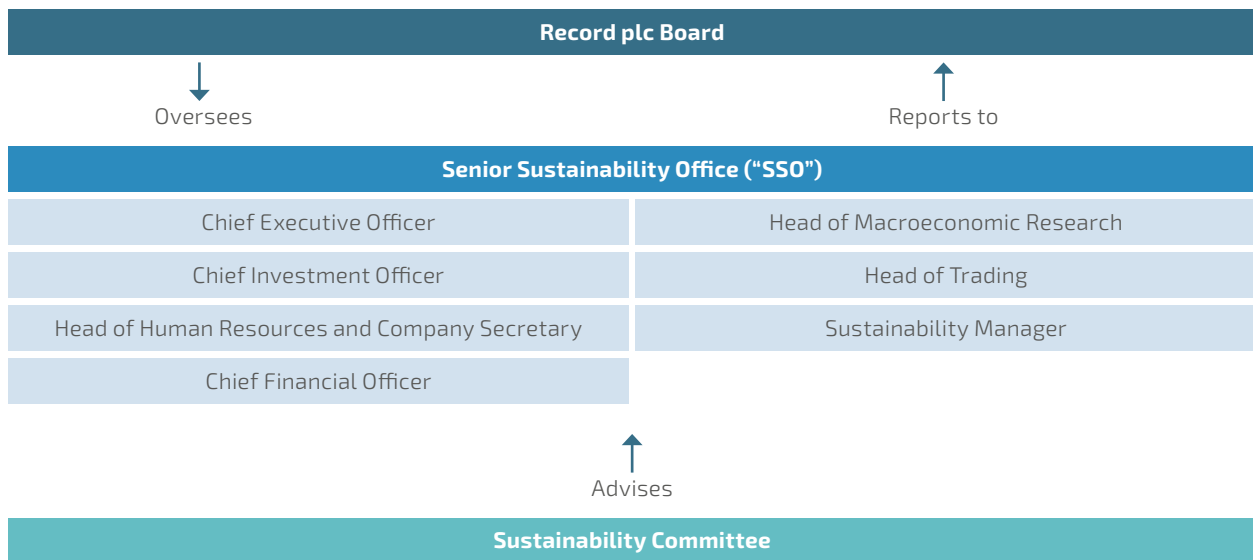 Record plc Board
Oversees
Reports to
Senior Sustainability Office (“SSO”)
Chief Executive Officer
Head of Macroeconomic Research
Chief Investment Officer
Head of Trading
Head of Human Resources and Company Secretary
Sustainability Manager
Chief Financial Officer
Advises
Sustainability Committee